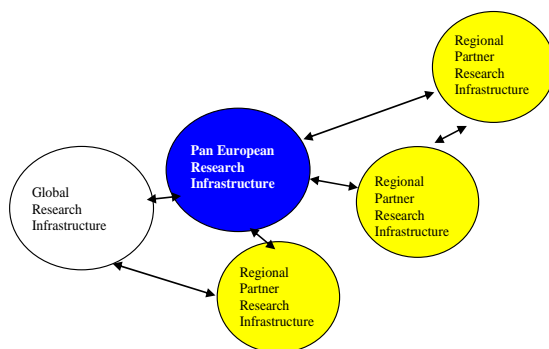 Regional
Partner
Research
Infrastructure
Pan European
Research
Infrastructure
Global
Research
Infrastructure
Regional
Partner
Research
Infrastructure
Regional
Partner
Research
Infrastructure